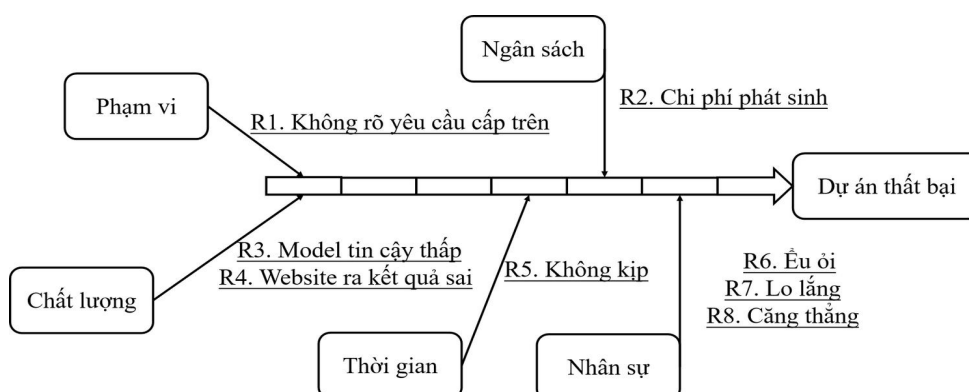 Ngân sách
Phạm vi
R2. Chi phí phát sinh
R1. Không rõ yêu cầu cấp trên
Dự án thất bại
R3. Model tin cậy thấp
R4. Website ra kết quả sai
R5. Không kịp
R6. Ểu ỏi
R7. Lo lắng
R8. Căng thẳng
Chất lượng
Thời gian
Nhân sự